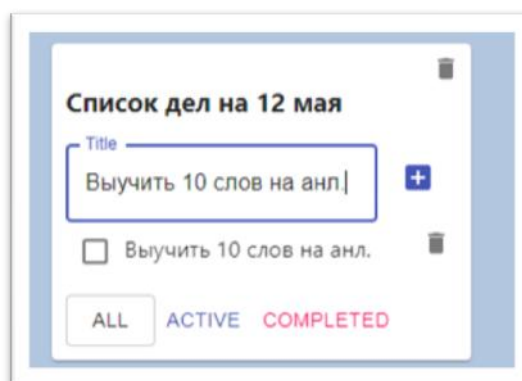 Список дел на 12 мая
Title
Выучить 10 слов на анл.
Выучить 10 слов на анл.
ALL ACTIVE COMPLETED